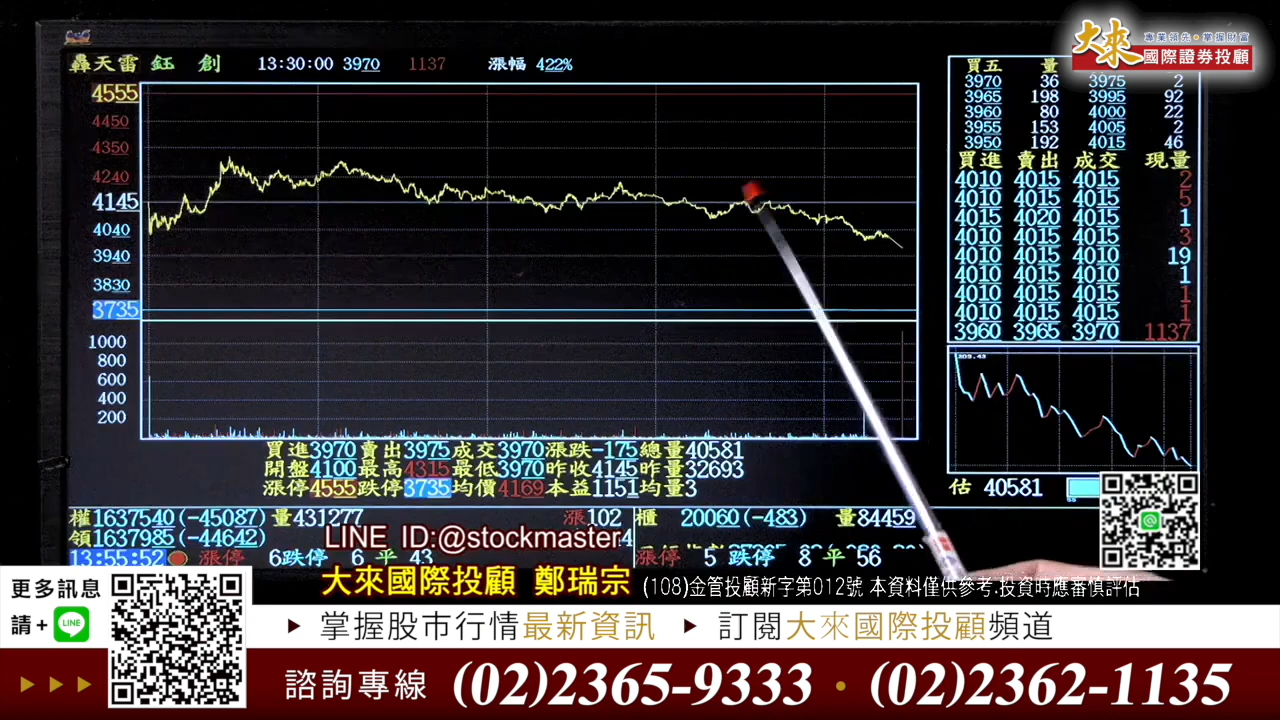 大來 專業領先•掌握財富
國際證券投顧
轟天雷 鈺 創 13:30:00 3970 1137 漲幅 422%
買五 量
3970 36 3975 2
3965 198 3995 92
3960 80 4000 22
3955 153 4005 2
3950 192 4015 46
買進 賣出 成交 現量
4010 4015 4015 2
4010 4015 4015 5
4015 4020 4015 1
4010 4015 4015 3
4010 4015 4010 19
4010 4015 4010 1
4010 4015 4015 1
4010 4015 4015 1
3960 3965 3970 1137
4555
4450
4350
4240
4145
4040
3940
3830
3735
1000
800
600
400
200
買進3970 賣出3975 成交3970 漲跌-175 總量40581
開盤4100 最高4315 最低3970 昨收4145 昨量32693
漲停4555 跌停3735 均價4169 本益1151 均量3
估 40581
權1637540(-45087) 量431277 漲102
領1637985(-44642)
櫃 20060(-483) 量84459
13:55:52 漲停 6跌停 6 平 43
漲停 5 跌停 8 平 56
LINE ID:@stockmaster
大來國際投顧 鄭瑞宗 (108)金管投顧新字第012號 本資料僅供參考.投資時應審慎評估
更多訊息
請+ LINE
掌握股市行情最新資訊 訂閱大來國際投顧頻道
諮詢專線 (02)2365-9333 • (02)2362-1135